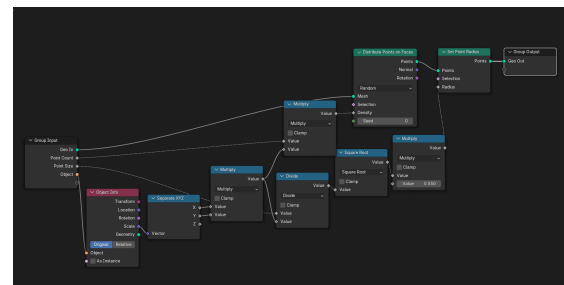 Distribute Points on Faces
Points
Normal
Rotation
Random
Mesh
Selection
Density
Seed 0
Set Point Radius
Points
Points
Selection
Radius
Group Output
Geo Out
Multiply
Value
Multiply
Clamp
Value
Value
Group Input
Geo In
Point Count
Point Size
Object
Object Info
Transform
Location
Rotation
Scale
Geometry
Original Relative
Object
As Instance
Separate XYZ
X
Y
Z
Vector
Multiply
Value
Multiply
Clamp
Value
Value
Divide
Value
Divide
Clamp
Value
Value
Square Root
Value
Square Root
Clamp
Value
Multiply
Value
Multiply
Clamp
Value